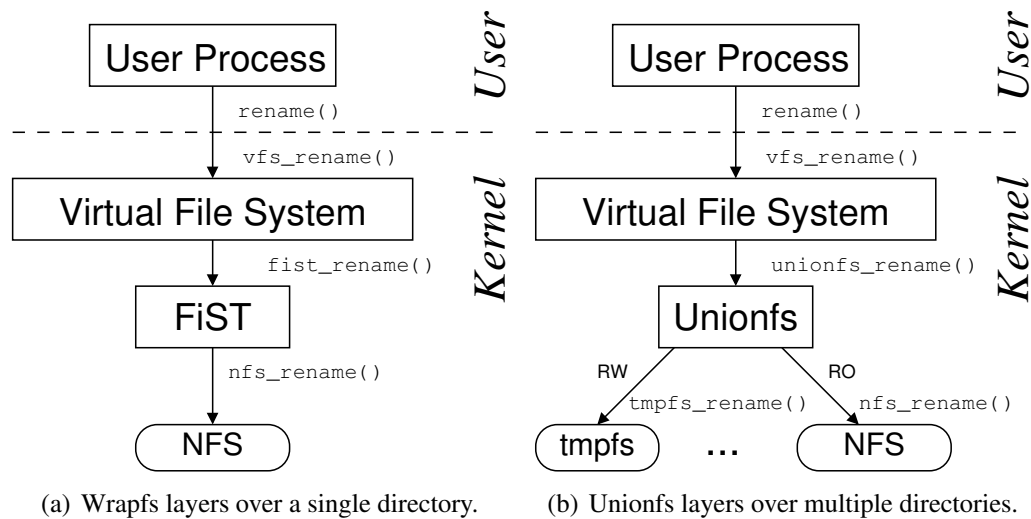 User Process
User
rename()
vfs_rename()
Virtual File System
Kernel
fist_rename()
FiST
nfs_rename()
NFS
(a) Wrapfs layers over a single directory.
User Process
User
rename()
vfs_rename()
Virtual File System
Kernel
unionfs_rename()
Unionfs
RW
RO
tmpfs_rename()
nfs_rename()
tmpfs
...
NFS
(b) Unionfs layers over multiple directories.